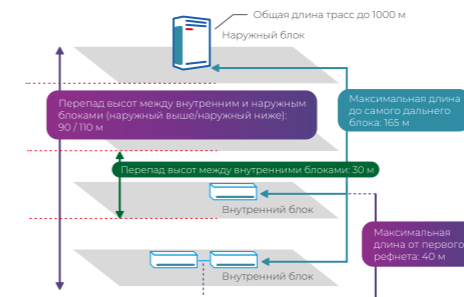 Общая длина трасс до 1000 м
Наружный блок
Перепад высот между внутренним и наружным
блоками (наружный выше/наружный ниже):
90 / 110 м
Максимальная длина
до самого дальнего
блока: 165 м
Перепад высот между внутренними блоками: 30 м
Внутренний блок
Максимальная
длина от первого
рефнета: 40 м
Внутренний блок